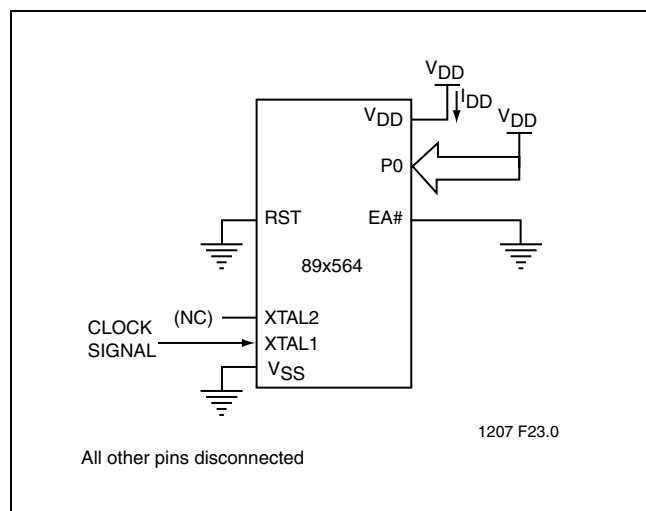 VDD
IDD
VDD
VDD
P0
RST
EA#
89x564
(NC)
XTAL2
CLOCK
SIGNAL
XTAL1
VSS
1207 F23.0
All other pins disconnected